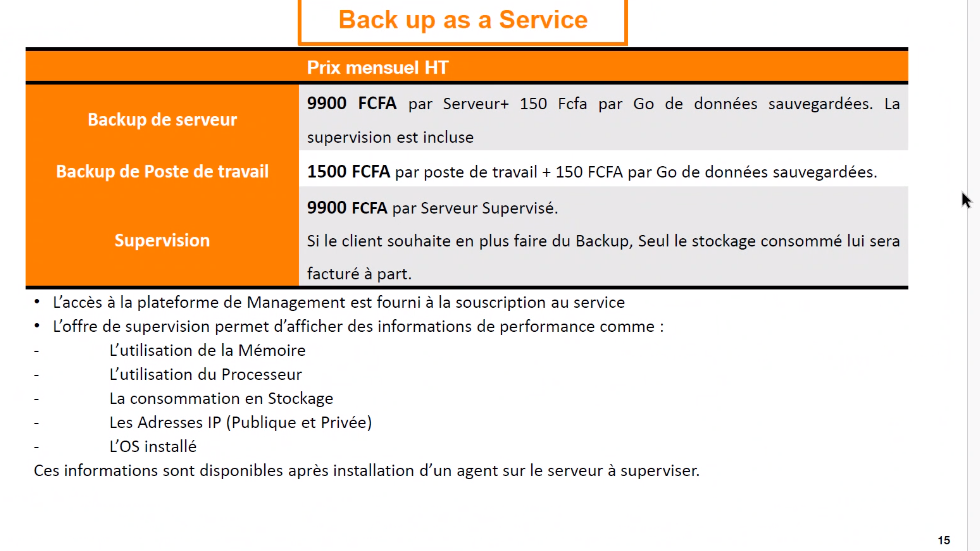 Back up as a Service
Prix mensuel HT
Backup de serveur
9900 FCFA par Serveur+ 150 Fcfa par Go de données sauvegardées. La
supervision est incluse
Backup de Poste de travail
1500 FCFA par poste de travail + 150 FCFA par Go de données sauvegardées.
Supervision
9900 FCFA par Serveur Supervisé.
Si le client souhaite en plus faire du Backup, Seul le stockage consommé lui sera
facturé à part.
• L’accès à la plateforme de Management est fourni à la souscription au service
• L’offre de supervision permet d’afficher des informations de performance comme :
- L’utilisation de la Mémoire
- L’utilisation du Processeur
- La consommation en Stockage
- Les Adresses IP (Publique et Privée)
- L’OS installé
Ces informations sont disponibles après installation d’un agent sur le serveur à superviser.
15